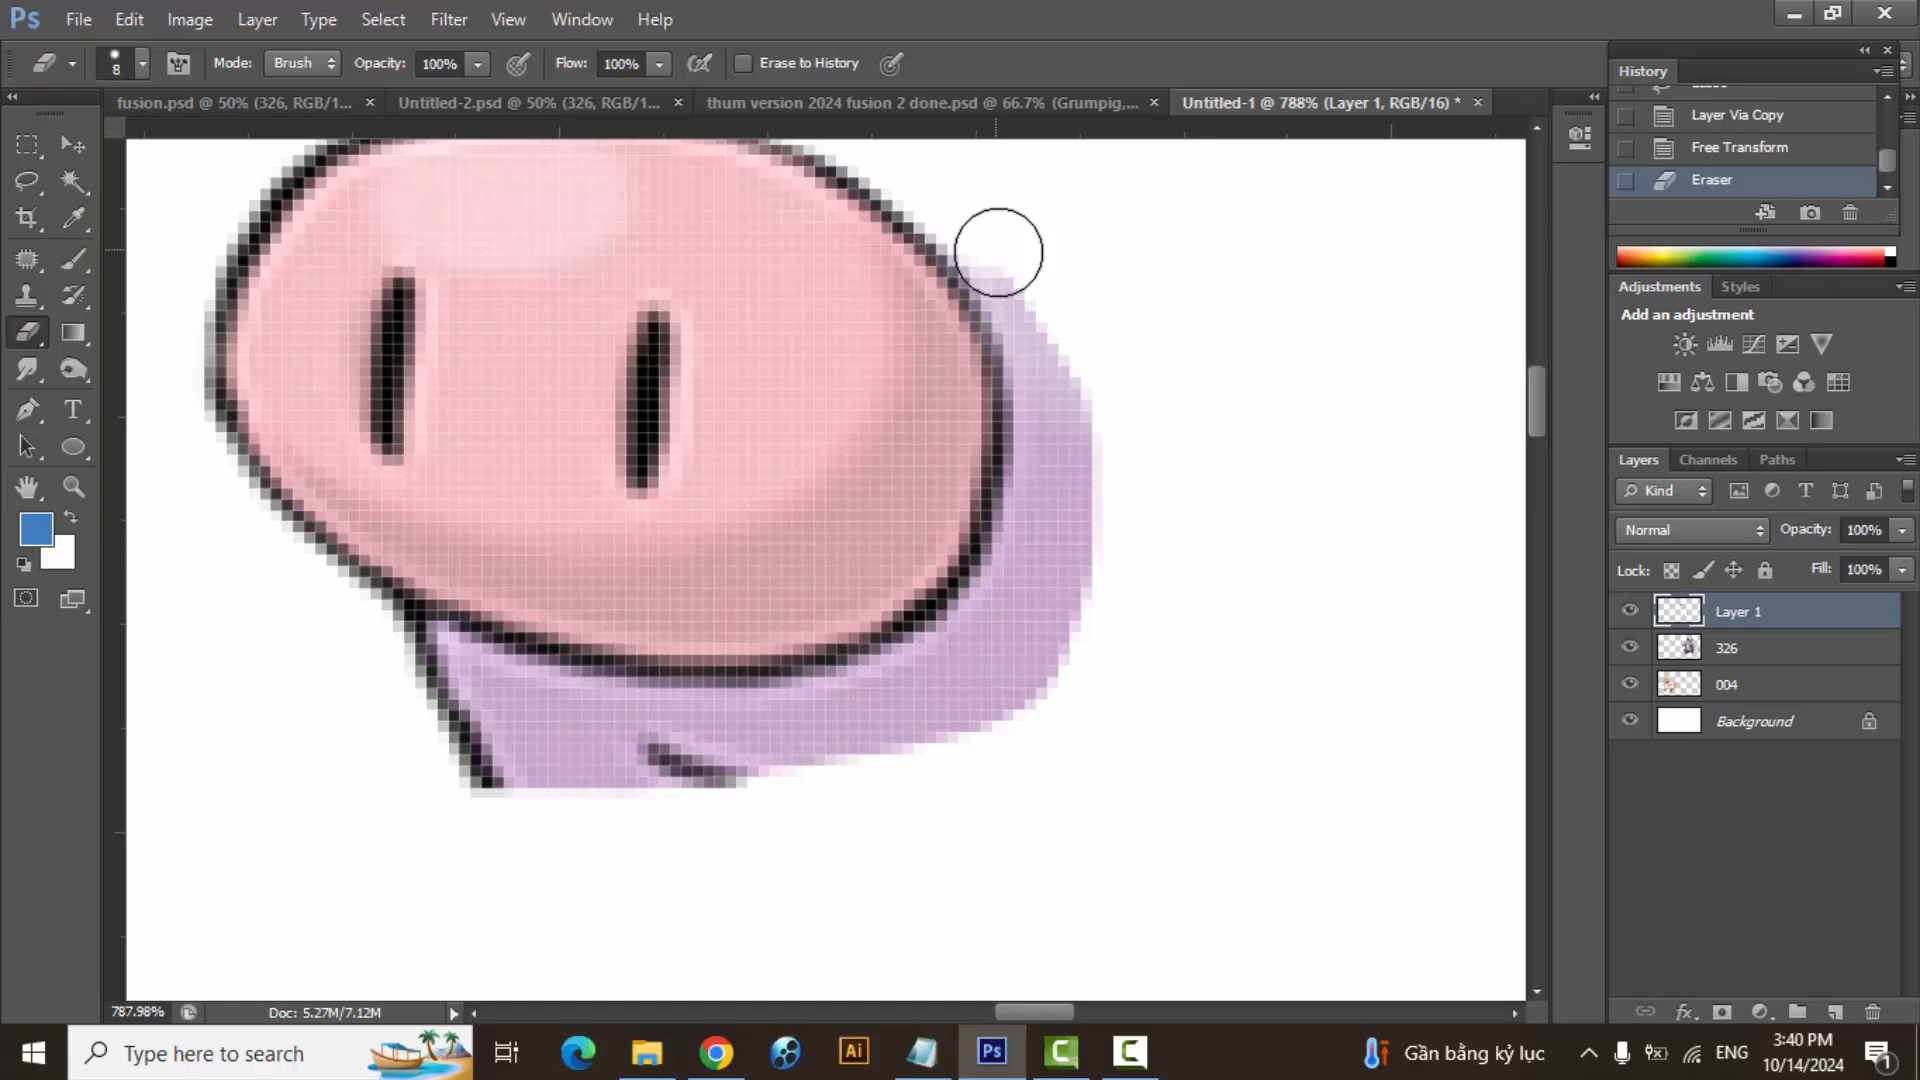 Ps File Edit Image Layer Type Select Filter View Window Help
8 Mode: Brush Opacity: 100% Flow: 100% Erase to History
fusion.psd @ 50% (326, RGB/1... Untitled-2.psd @ 50% (326, RGB/1... thum version 2024 fusion 2 done.psd @ 66.7% (Grumpig,... Untitled-1 @ 788% (Layer 1, RGB/16) *
History
Layer Via Copy
Free Transform
Eraser
Adjustments Styles
Add an adjustment
Layers Channels Paths
Kind
Normal Opacity: 100%
Lock: Fill: 100%
Layer 1
326
004
Background
787.98% Doc: 5.27M/7.12M
Type here to search Ai Ps Gần bằng kỷ lục ENG 3:40 PM
10/14/2024 1